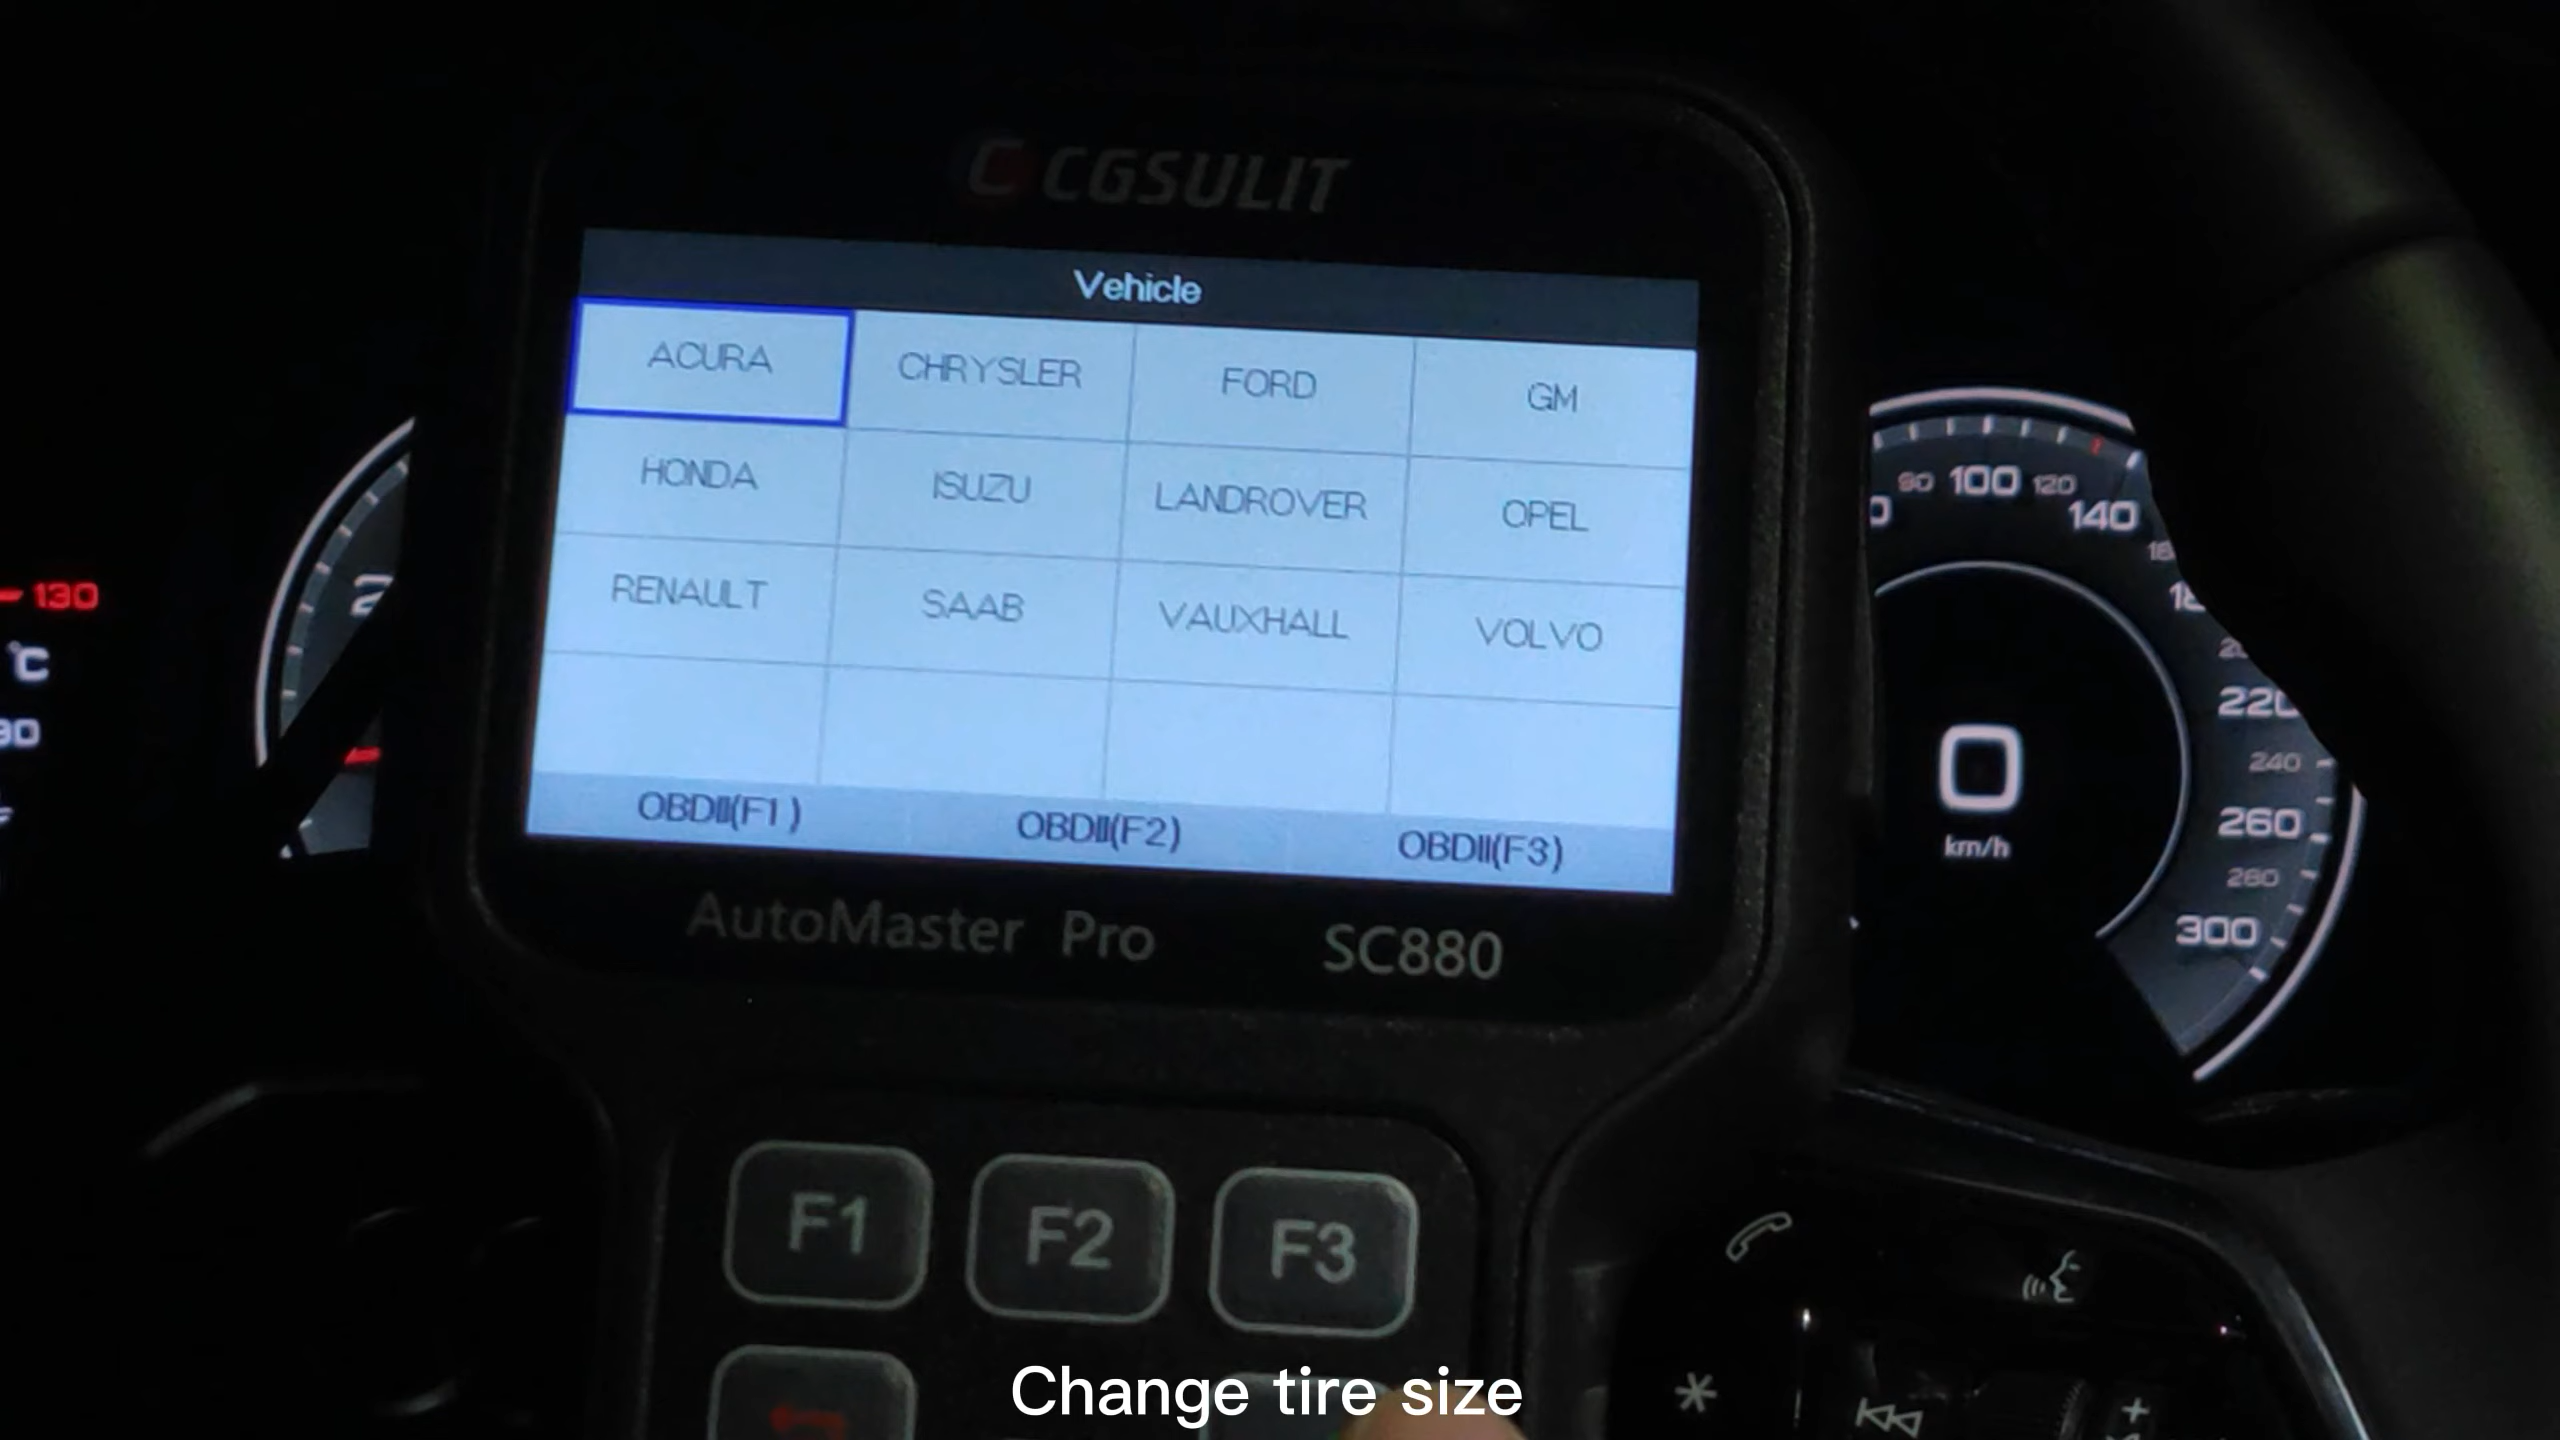 CGSULIT
Vehicle
ACURA CHRYSLER FORD GM
HONDA ISUZU LANDROVER OPEL
RENAULT SAAB VAUXHALL VOLVO
OBDII(F1) OBDII(F2) OBDII(F3)
AutoMaster Pro SC880
F1 F2 F3
130
°C
2
100 120
140
220
240
260
280
300
0
km/h
Change tire size